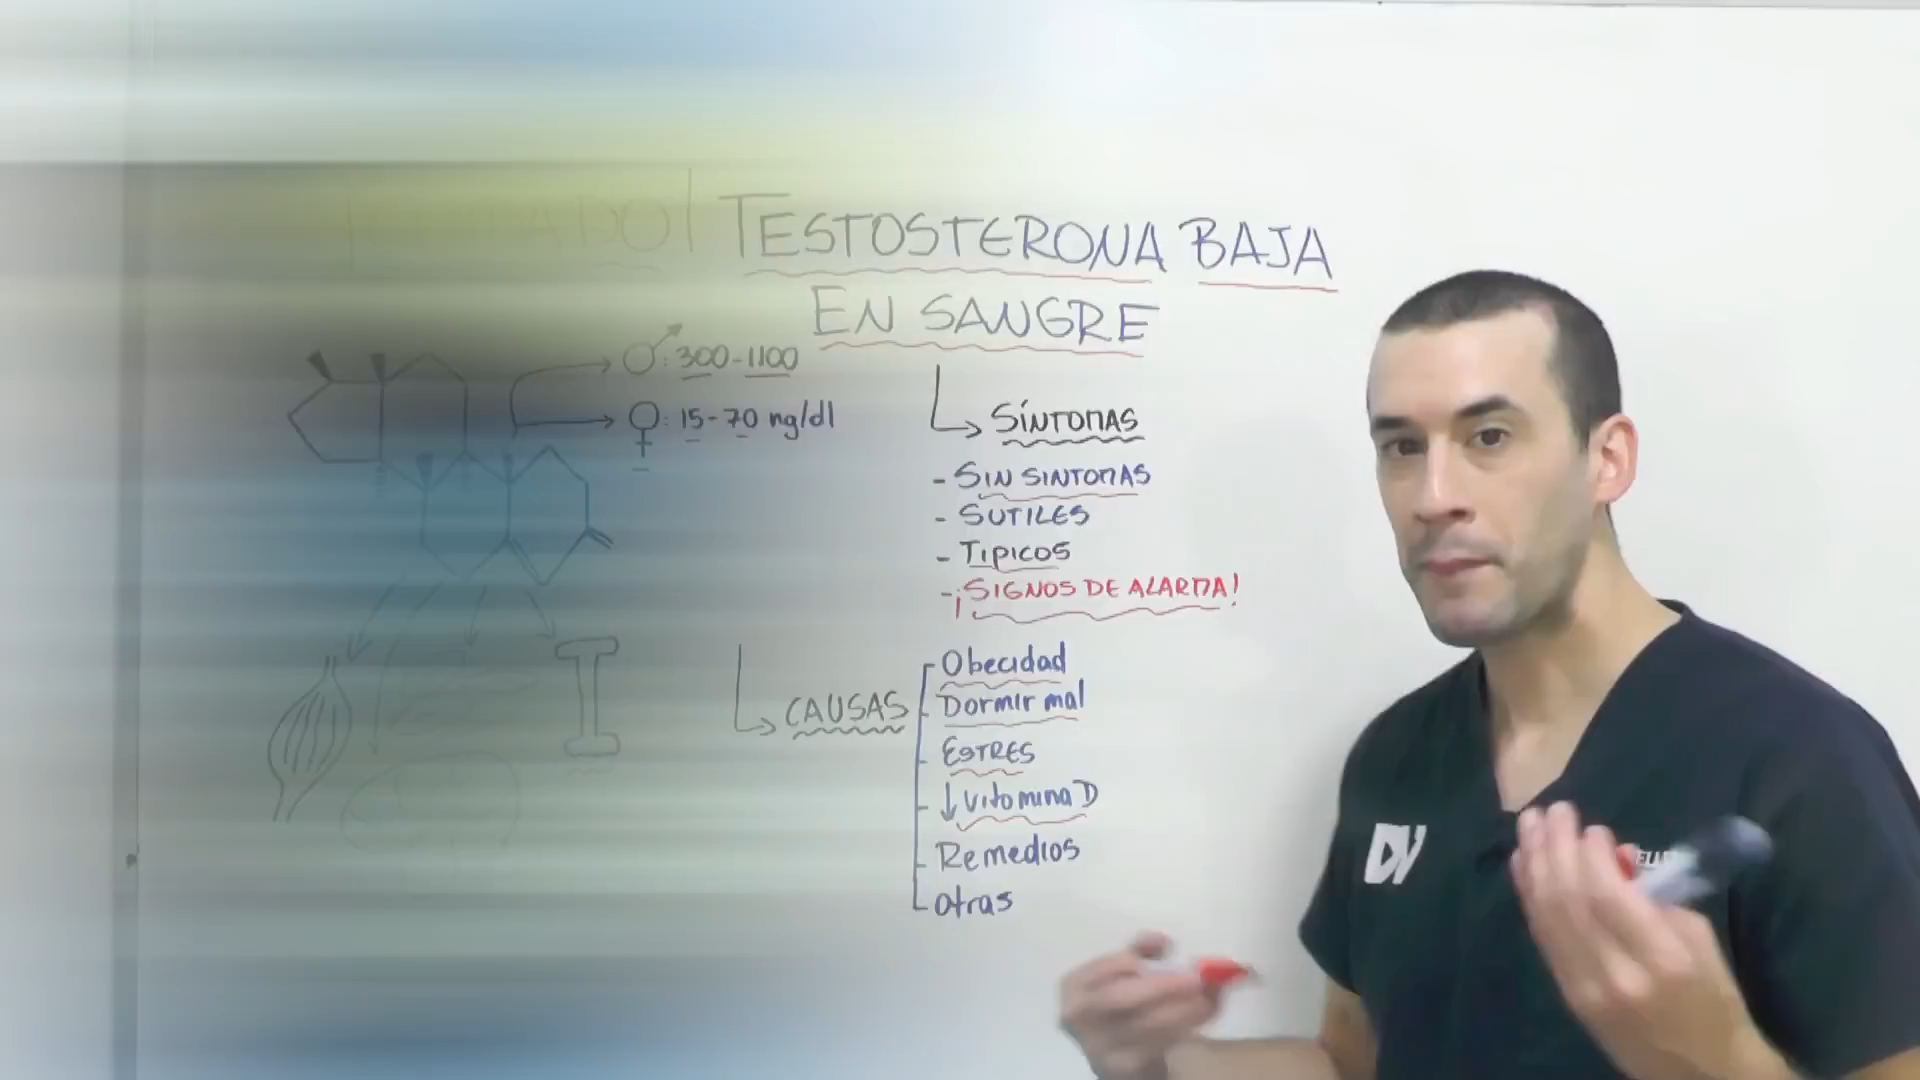 TESTOSTERONA BAJA
EN SANGRE
♂: 300-1100
♀: 15-70 ng/dl
SÍNTOMAS
- SIN SINTOMAS
- SUTILES
- TIPICOS
- ¡SIGNOS DE ALARMA!
CAUSAS
Obecidad
Dormir mal
ESTRES
↓ Vitamina D
Remedios
otras
DV